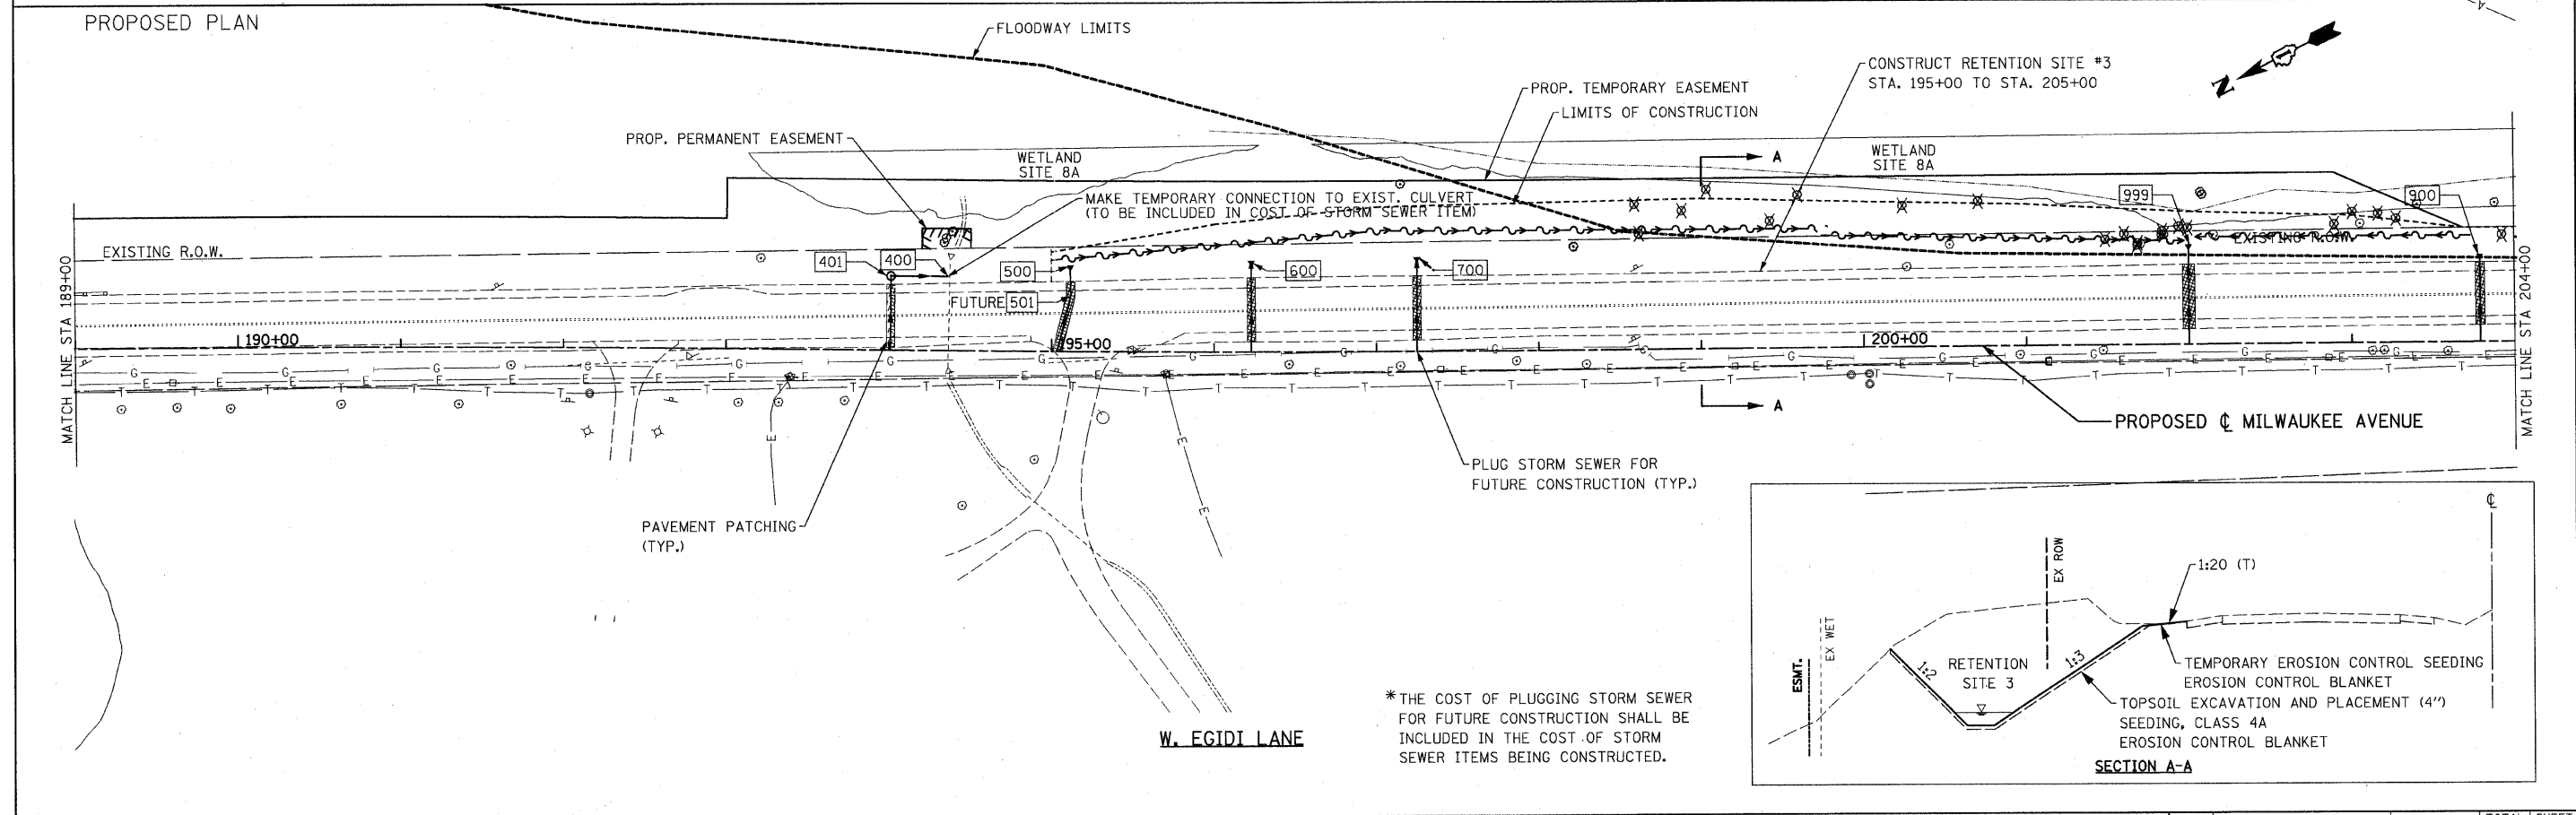 PROPOSED PLAN
FLOODWAY LIMITS
CONSTRUCT RETENTION SITE #3
STA. 195+00 TO STA. 205+00
N
PROP. TEMPORARY EASEMENT
LIMITS OF CONSTRUCTION
PROP. PERMANENT EASEMENT
WETLAND
SITE 8A
A
WETLAND
SITE 8A
MAKE TEMPORARY CONNECTION TO EXIST. CULVERT
(TO BE INCLUDED IN COST OF STORM SEWER ITEM)
999
900
EXISTING R.O.W.
EXISTING R.O.W.
401
400
500
600
700
FUTURE 501
MATCH LINE STA 189+00
MATCH LINE STA 204+00
190+00
195+00
200+00
A
PROPOSED ℄ MILWAUKEE AVENUE
PLUG STORM SEWER FOR
FUTURE CONSTRUCTION (TYP.)
PAVEMENT PATCHING
(TYP.)
W. EGIDI LANE
*THE COST OF PLUGGING STORM SEWER
FOR FUTURE CONSTRUCTION SHALL BE
INCLUDED IN THE COST OF STORM
SEWER ITEMS BEING CONSTRUCTED.
℄
EX ROW
1:20 (T)
ESMT.
EX WET
1:2
RETENTION
SITE 3
1:3
TEMPORARY EROSION CONTROL SEEDING
EROSION CONTROL BLANKET
TOPSOIL EXCAVATION AND PLACEMENT (4")
SEEDING, CLASS 4A
EROSION CONTROL BLANKET
SECTION A-A